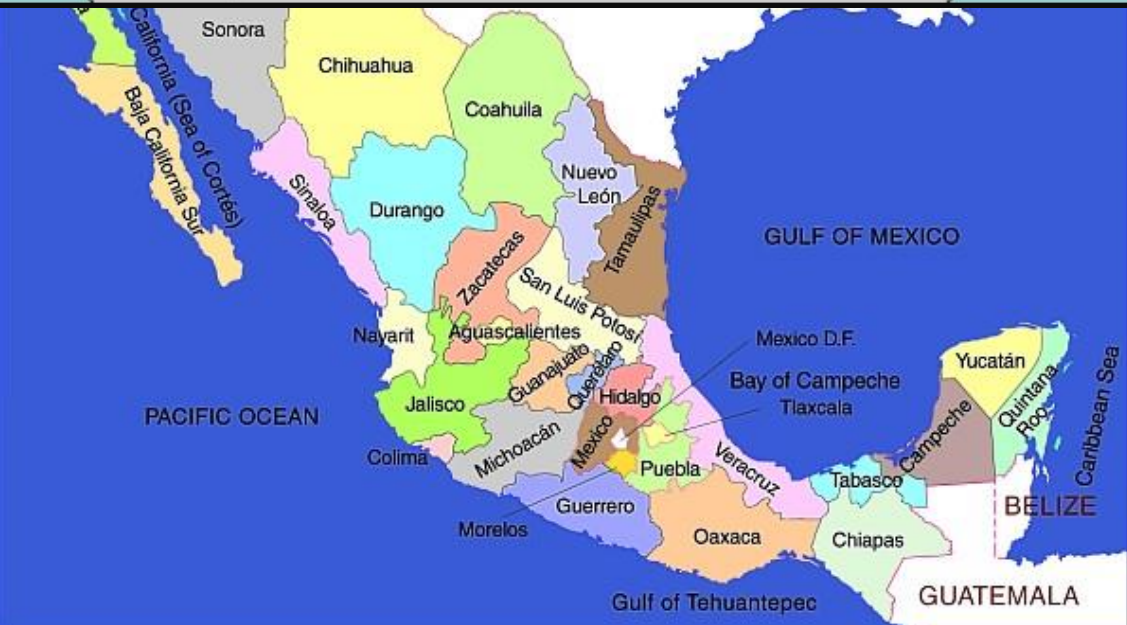 Sonora
Chihuahua
Coahuila
California (Sea of Cortés)
Baja California Sur
Sinaloa
Durango
Nuevo
León
Tamaulipas
GULF OF MEXICO
Zacatecas
San Luis Potosí
Nayarit
Aguascalientes
Mexico D.F.
Yucatán
Guanajuato
Querétaro
Bay of Campeche
Tlaxcala
Quintana
Roo
Caribbean Sea
PACIFIC OCEAN
Jalisco
Hidalgo
Colima
Michoacán
Mexico
Puebla
Veracruz
Campeche
Tabasco
Morelos
Guerrero
Oaxaca
Chiapas
BELIZE
Gulf of Tehuantepec
GUATEMALA